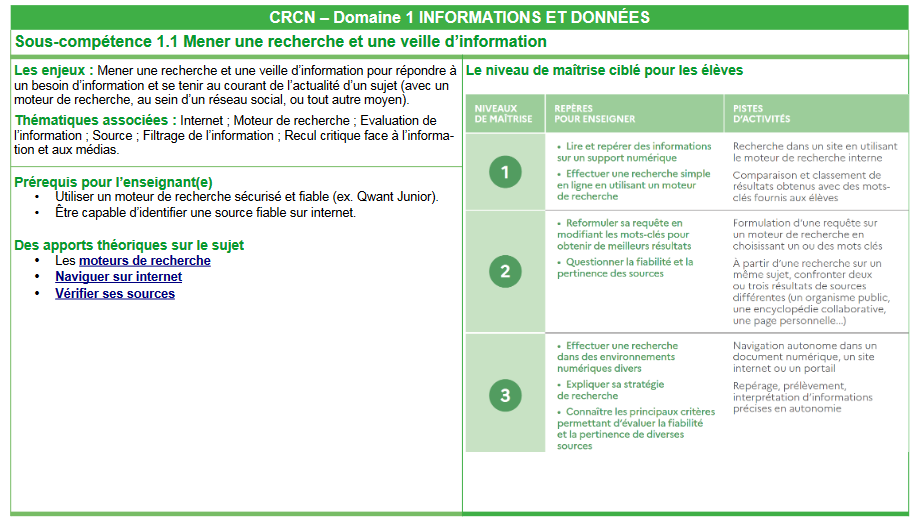 CRCN – Domaine 1 INFORMATIONS ET DONNÉES
Sous-compétence 1.1 Mener une recherche et une veille d’information
Les enjeux : Mener une recherche et une veille d’information pour répondre à
un besoin d’information et se tenir au courant de l’actualité d’un sujet (avec un
moteur de recherche, au sein d’un réseau social, ou tout autre moyen).
Thématiques associées : Internet ; Moteur de recherche ; Evaluation de
l’information ; Source ; Filtrage de l’information ; Recul critique face à l’informa-
tion et aux médias.
Prérequis pour l’enseignant(e)
• Utiliser un moteur de recherche sécurisé et fiable (ex. Qwant Junior).
• Être capable d’identifier une source fiable sur internet.
Des apports théoriques sur le sujet
• Les moteurs de recherche
• Naviguer sur internet
• Vérifier ses sources
Le niveau de maîtrise ciblé pour les élèves
NIVEAUX
DE MAÎTRISE
REPÈRES
POUR ENSEIGNER
PISTES
D’ACTIVITÉS
1
• Lire et repérer des informations
sur un support numérique
• Effectuer une recherche simple
en ligne en utilisant un moteur
de recherche
Recherche dans un site en utilisant
le moteur de recherche interne
Comparaison et classement de
résultats obtenus avec des mots-
clés fournis aux élèves
2
• Reformuler sa requête en
modifiant les mots-clés pour
obtenir de meilleurs résultats
• Questionner la fiabilité et la
pertinence des sources
Formulation d’une requête sur
un moteur de recherche en
choisissant un ou des mots clés
À partir d’une recherche sur un
même sujet, confronter deux
ou trois résultats de sources
différentes (un organisme public,
une encyclopédie collaborative,
une page personnelle...)
3
• Effectuer une recherche
dans des environnements
numériques divers
• Expliquer sa stratégie
de recherche
• Connaître les principaux critères
permettant d’évaluer la fiabilité
et la pertinence de diverses
sources
Navigation autonome dans un
document numérique, un site
internet ou un portail
Repérage, prélèvement,
interprétation d’informations
précises en autonomie